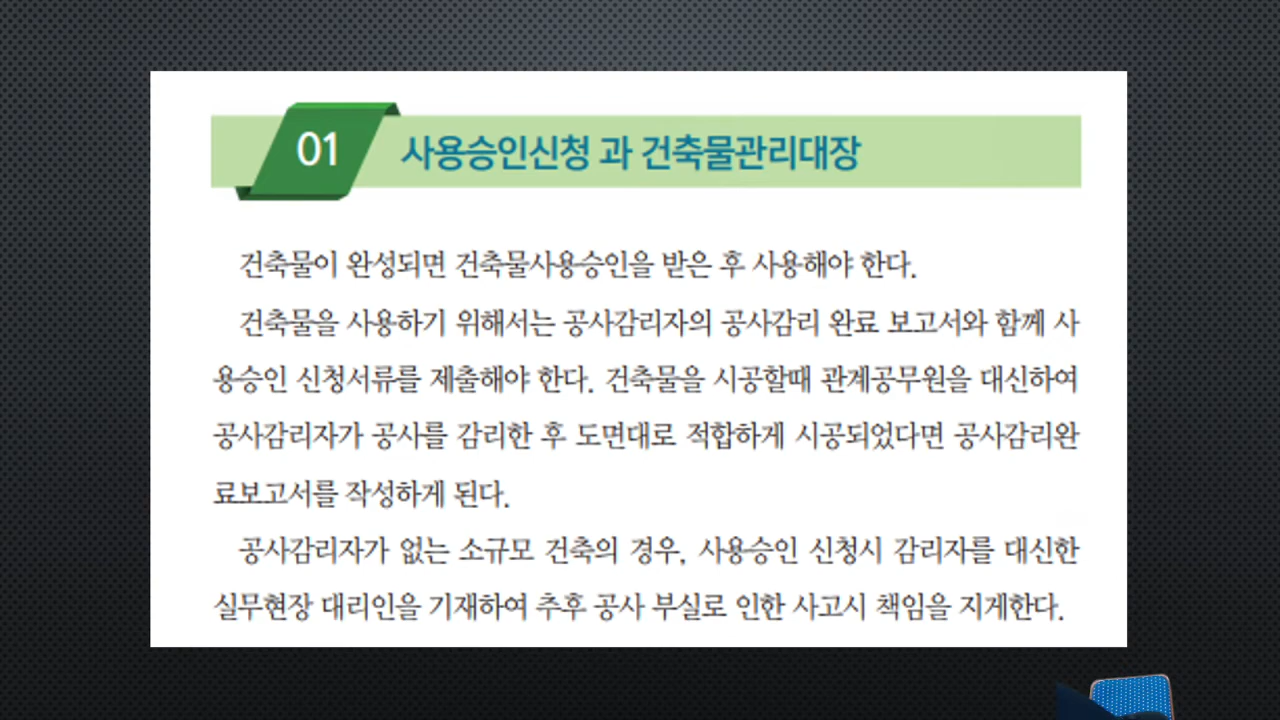 01 사용승인신청 과 건축물관리대장
건축물이 완성되면 건축물사용승인을 받은 후 사용해야 한다.
건축물을 사용하기 위해서는 공사감리자의 공사감리 완료 보고서와 함께 사
용승인 신청서류를 제출해야 한다. 건축물을 시공할때 관계공무원을 대신하여
공사감리자가 공사를 감리한 후 도면대로 적합하게 시공되었다면 공사감리완
료보고서를 작성하게 된다.
공사감리자가 없는 소규모 건축의 경우, 사용승인 신청시 감리자를 대신한
실무현장 대리인을 기재하여 추후 공사 부실로 인한 사고시 책임을 지게한다.